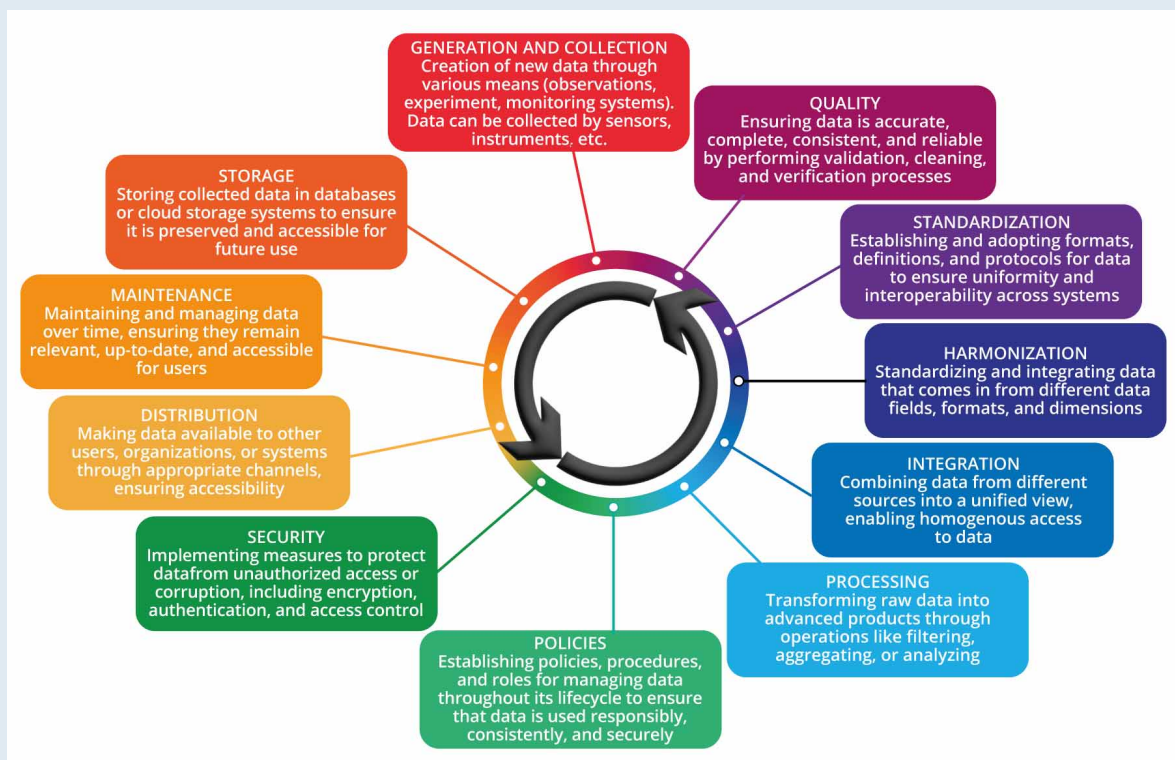 GENERATION AND COLLECTION
Creation of new data through
various means (observations,
experiment, monitoring systems).
Data can be collected by sensors,
instruments, etc.
QUALITY
Ensuring data is accurate,
complete, consistent, and reliable
by performing validation, cleaning,
and verification processes
STANDARDIZATION
Establishing and adopting formats,
definitions, and protocols for data
to ensure uniformity and
interoperability across systems
HARMONIZATION
Standardizing and integrating data
that comes in from different data
fields, formats, and dimensions
INTEGRATION
Combining data from different
sources into a unified view,
enabling homogenous access
to data
PROCESSING
Transforming raw data into
advanced products through
operations like filtering,
aggregating, or analyzing
POLICIES
Establishing policies, procedures,
and roles for managing data
throughout its lifecycle to ensure
that data is used responsibly,
consistently, and securely
SECURITY
Implementing measures to protect
datafrom unauthorized access or
corruption, including encryption,
authentication, and access control
DISTRIBUTION
Making data available to other
users, organizations, or systems
through appropriate channels,
ensuring accessibility
MAINTENANCE
Maintaining and managing data
over time, ensuring they remain
relevant, up-to-date, and accessible
for users
STORAGE
Storing collected data in databases
or cloud storage systems to ensure
it is preserved and accessible for
future use